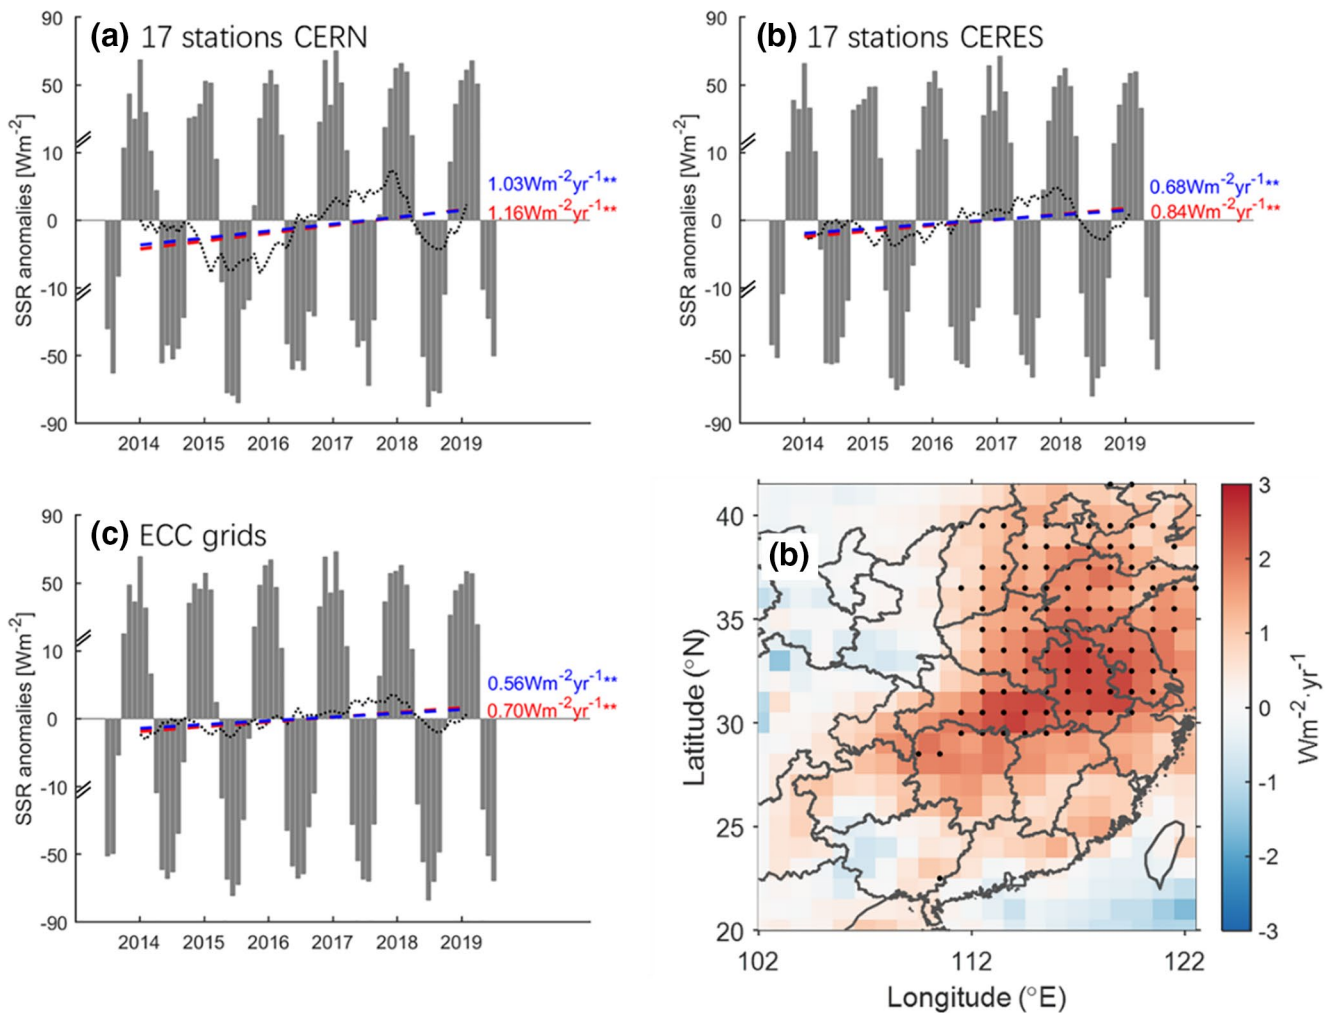 (a) 17 stations CERN
90
50
10
0
-10
-50
-90
SSR anomalies [Wm-2]
1.03Wm-2yr-1**
1.16Wm-2yr-1**
2014 2015 2016 2017 2018 2019
(b) 17 stations CERES
90
50
10
0
-10
-50
-90
SSR anomalies [Wm-2]
0.68Wm-2yr-1**
0.84Wm-2yr-1**
2014 2015 2016 2017 2018 2019
(c) ECC grids
90
50
10
0
-10
-50
-90
SSR anomalies [Wm-2]
0.56Wm-2yr-1**
0.70Wm-2yr-1**
2014 2015 2016 2017 2018 2019
(b)
40
35
30
25
20
Latitude (°N)
102 112 122
Longitude (°E)
3
2
1
0
-1
-2
-3
Wm-2·yr-1